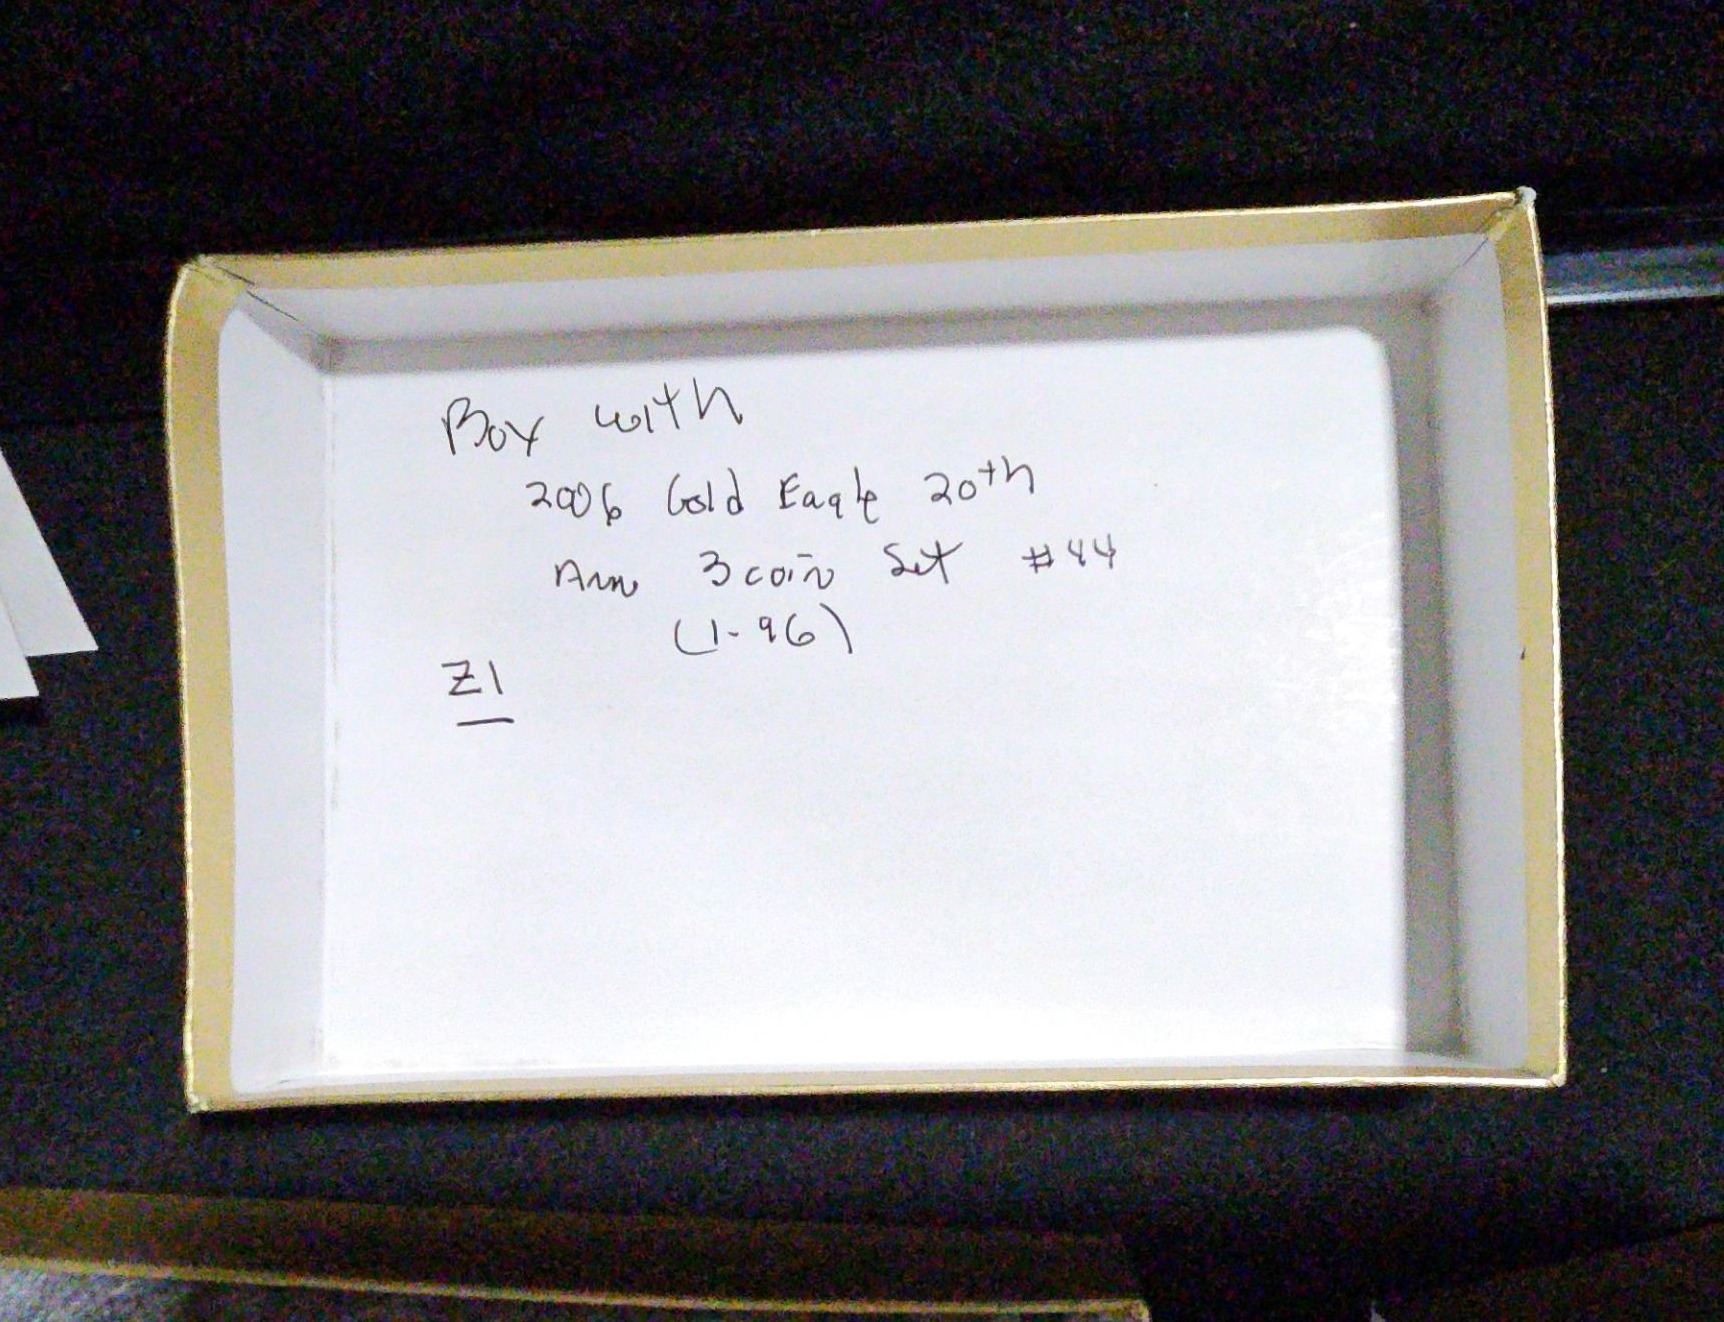 Box with
2006 Gold Eagle 20th
Ann 3 coin Set #44
(1-96)
Z1